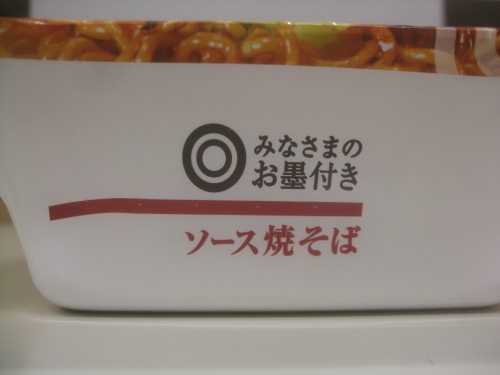 みなさまの
お墨付き
ソース焼そば